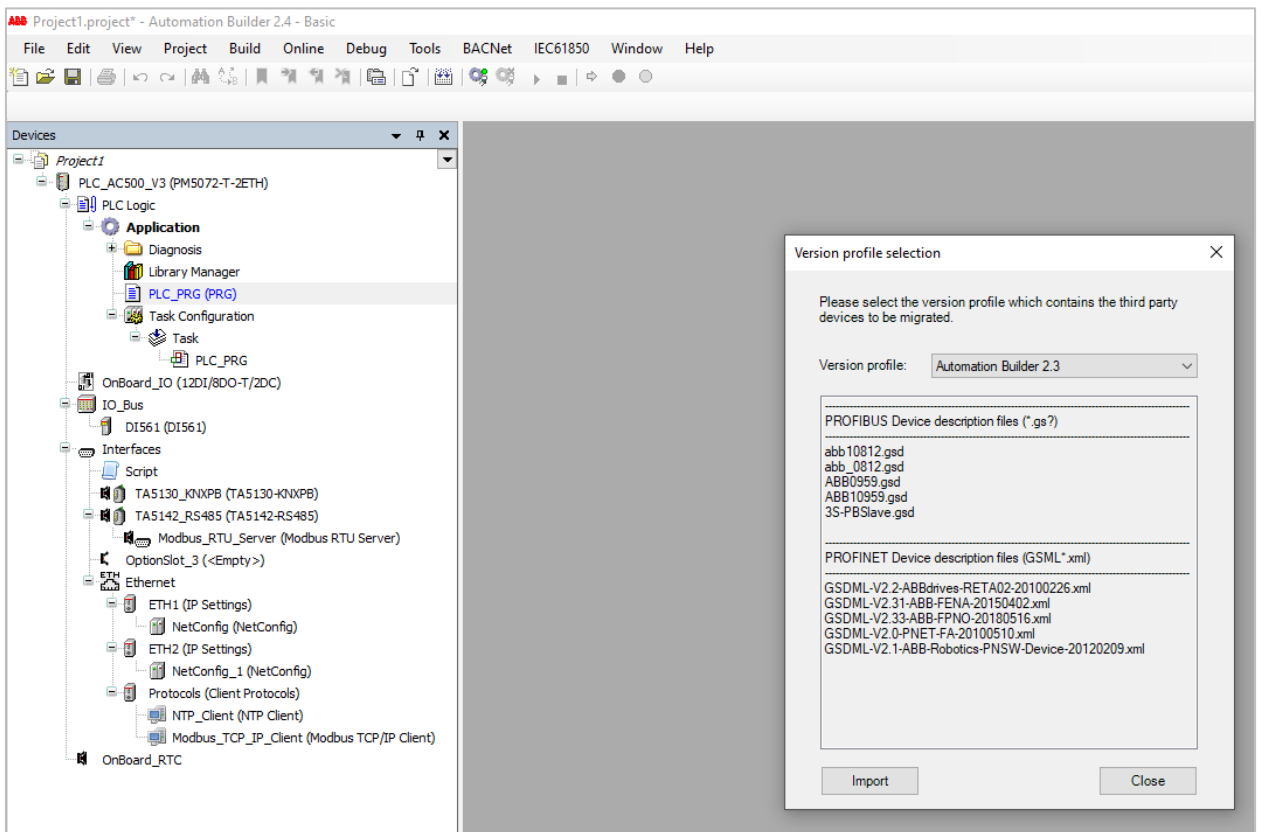 ABB Project1.project* - Automation Builder 2.4 - Basic
File Edit View Project Build Online Debug Tools BACNet IEC61850 Window Help
Devices
Project1
PLC_AC500_V3 (PM5072-T-2ETH)
PLC Logic
Application
Diagnosis
Library Manager
PLC_PRG (PRG)
Task Configuration
Task
PLC_PRG
OnBoard_IO (12DI/8DO-T/2DC)
IO_Bus
DI561 (DI561)
Interfaces
Script
TA5130_KNXPB (TA5130-KNXPB)
TA5142_RS485 (TA5142-RS485)
Modbus_RTU_Server (Modbus RTU Server)
OptionSlot_3 (<Empty>)
ETH Ethernet
ETH1 (IP Settings)
NetConfig (NetConfig)
ETH2 (IP Settings)
NetConfig_1 (NetConfig)
Protocols (Client Protocols)
NTP_Client (NTP Client)
Modbus_TCP_IP_Client (Modbus TCP/IP Client)
OnBoard_RTC
Version profile selection
Please select the version profile which contains the third party
devices to be migrated.
Version profile: Automation Builder 2.3
PROFIBUS Device description files (*.gs?)
abb10812.gsd
abb_0812.gsd
ABB0959.gsd
ABB10959.gsd
3S-PBSlave.gsd
PROFINET Device description files (GSML*.xml)
GSDML-V2.2-ABBdrives-RETA02-20100226.xml
GSDML-V2.31-ABB-FENA-20150402.xml
GSDML-V2.33-ABB-FPNO-20180516.xml
GSDML-V2.0-PNET-FA-20100510.xml
GSDML-V2.1-ABB-Robotics-PNSW-Device-20120209.xml
Import Close